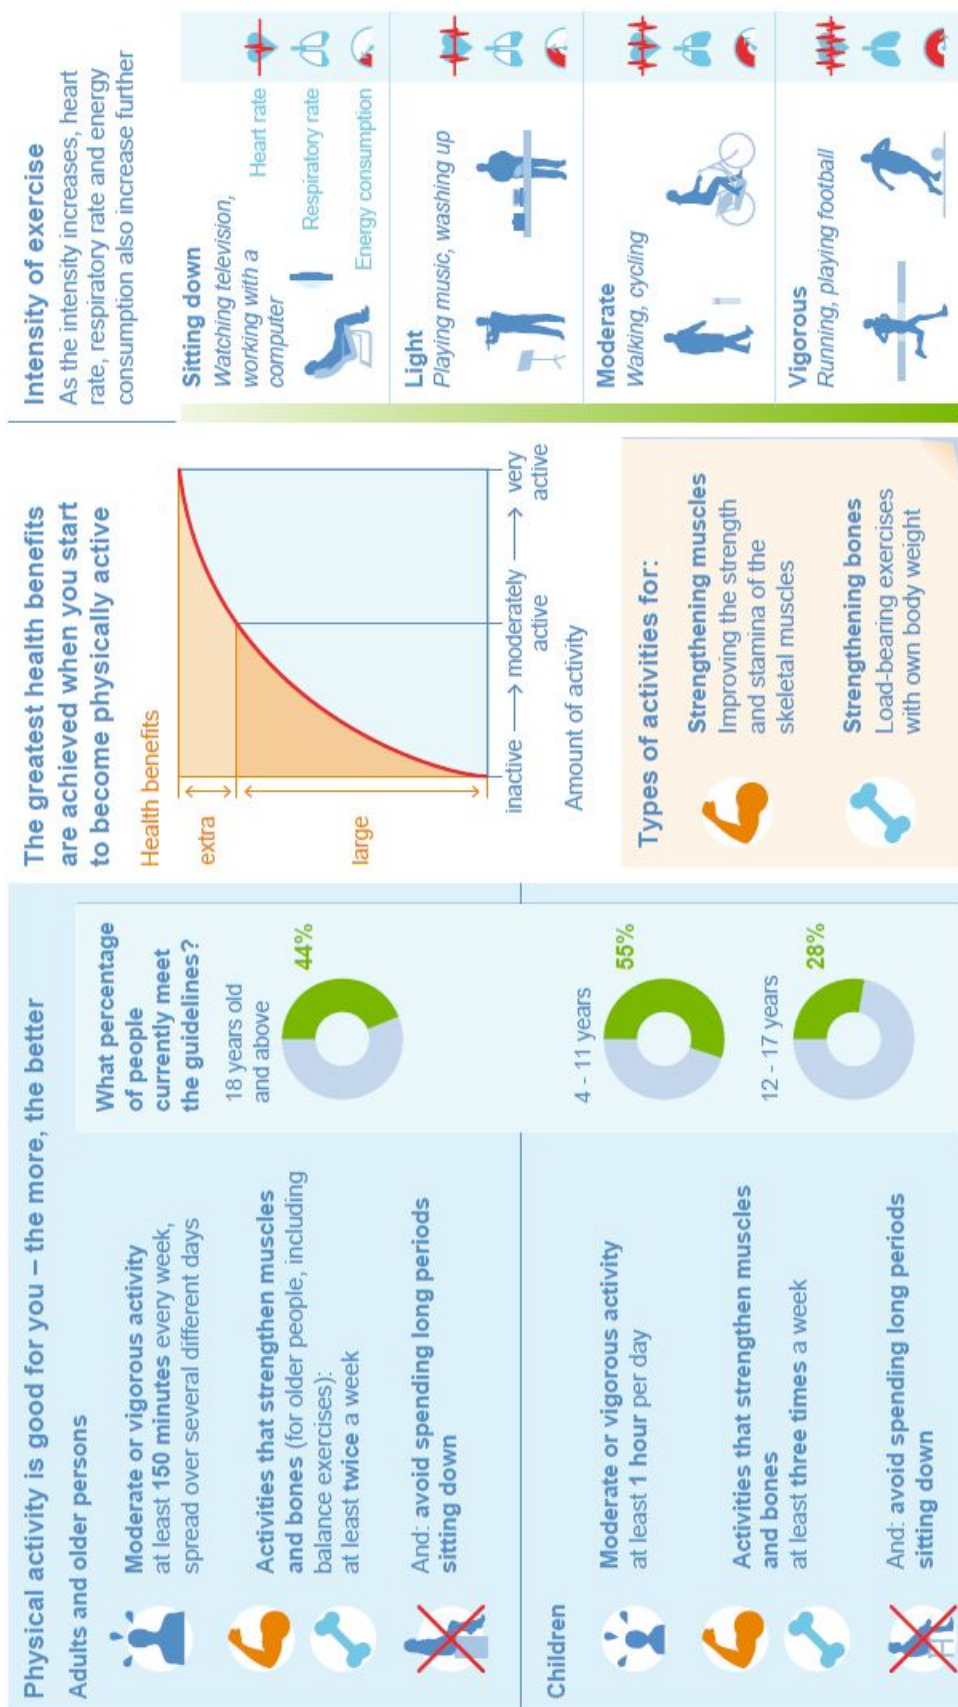 Physical activity is good for you – the more, the better
Adults and older persons
Moderate or vigorous activity
at least 150 minutes every week,
spread over several different days
Activities that strengthen muscles
and bones (for older people, including
balance exercises):
at least twice a week
And: avoid spending long periods
sitting down
What percentage
of people
currently meet
the guidelines?
18 years old
and above
44%
Children
Moderate or vigorous activity
at least 1 hour per day
Activities that strengthen muscles
and bones
at least three times a week
And: avoid spending long periods
sitting down
4 - 11 years
55%
12 - 17 years
28%
The greatest health benefits
are achieved when you start
to become physically active
Health benefits
extra
large
inactive → moderately → very
active active
Amount of activity
Types of activities for:
Strengthening muscles
Improving the strength
and stamina of the
skeletal muscles
Strengthening bones
Load-bearing exercises
with own body weight
Intensity of exercise
As the intensity increases, heart
rate, respiratory rate and energy
consumption also increase further
Sitting down
Watching television,
working with a
computer
Heart rate
Respiratory rate
Energy consumption
Light
Playing music, washing up
Moderate
Walking, cycling
Vigorous
Running, playing football